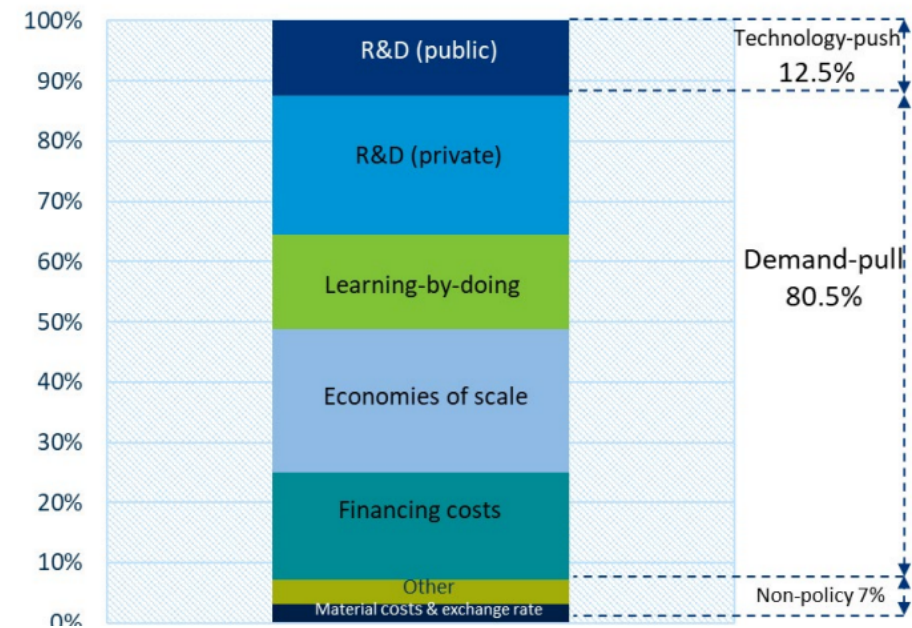 100%
90%
80%
70%
60%
50%
40%
30%
20%
10%
0%
R&D (public)
R&D (private)
Learning-by-doing
Economies of scale
Financing costs
Other
Material costs & exchange rate
Technology-push
12.5%
Demand-pull
80.5%
Non-policy 7%